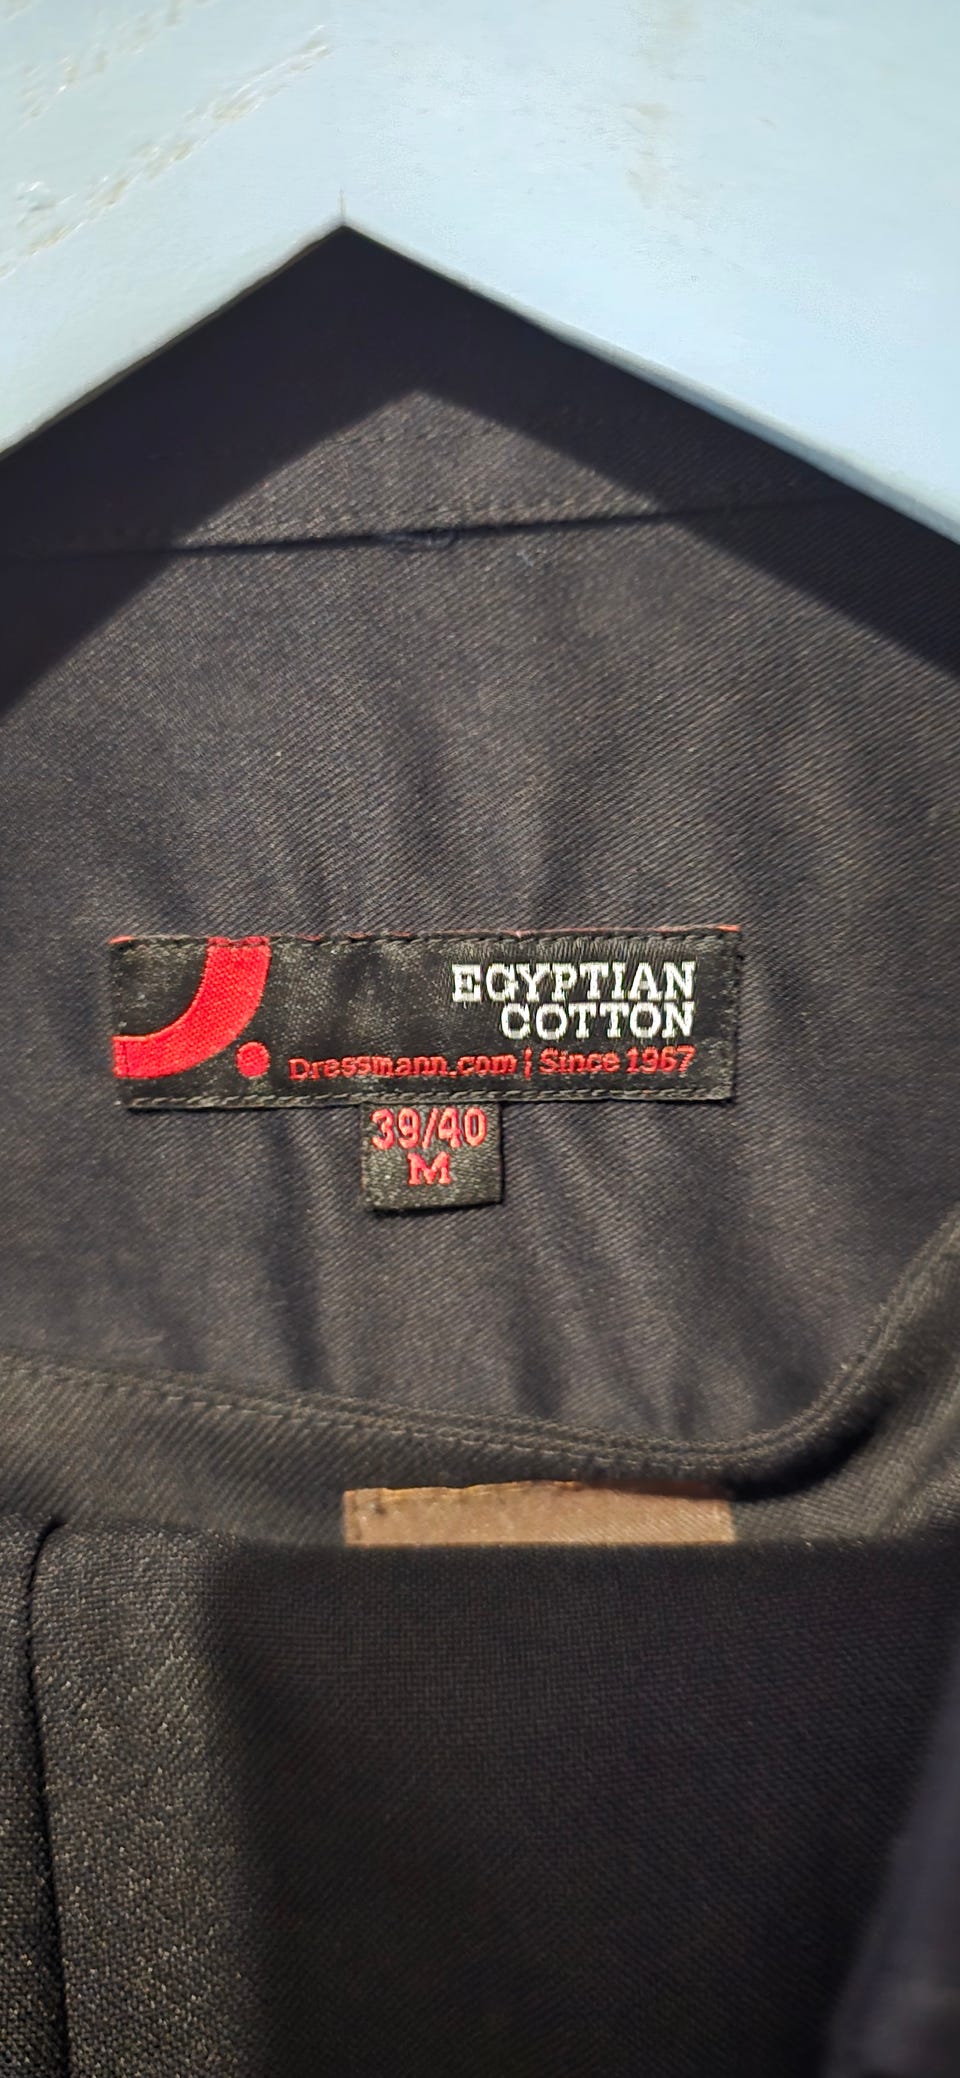 EGYPTIAN
COTTON
Dressmann.com | Since 1967
39/40
M